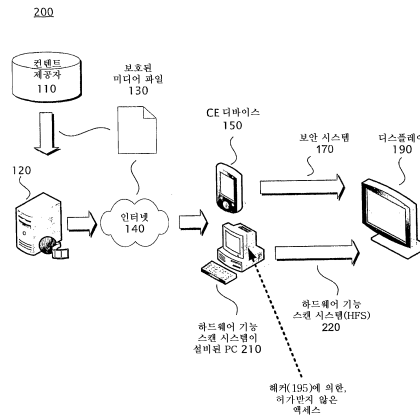 200
컨텐트
제공자
110
보호된
미디어 파일
130
CE 디바이스
150
보안 시스템
170
디스플레이
190
120
인터넷
140
하드웨어 기능
스캔 시스템이
설비된 PC 210
하드웨어 기능
스캔 시스템(HFS)
220
해커(195)에 의한,
허가받지 않은
액세스